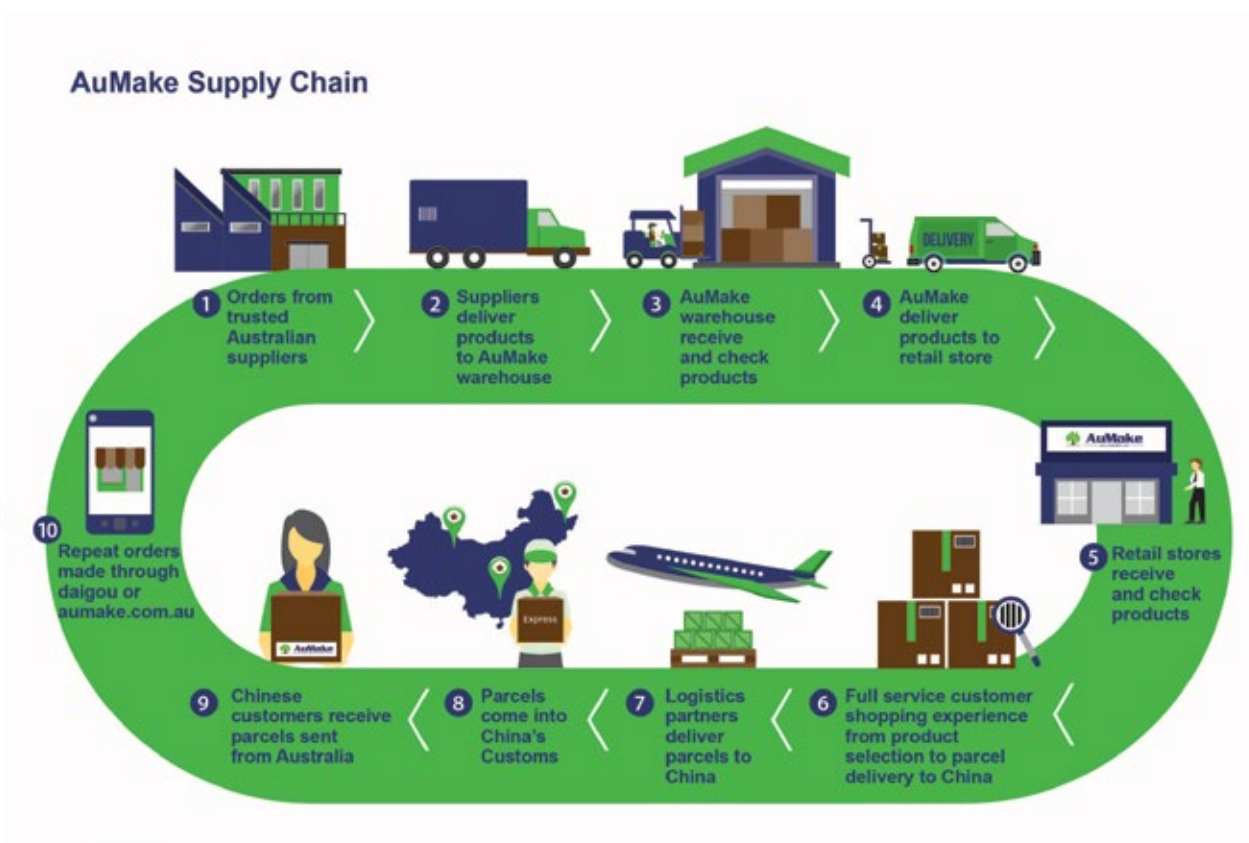 AuMake Supply Chain
DELIVERY
1 Orders from
trusted
Australian
suppliers
2 Suppliers
deliver
products
to AuMake
warehouse
3 AuMake
warehouse
receive
and check
products
4 AuMake
deliver
products to
retail store
AuMake
5 Retail stores
receive
and check
products
6 Full service customer
shopping experience
from product
selection to parcel
delivery to China
7 Logistics
partners
deliver
parcels to
China
Express
8 Parcels
come into
China's
Customs
AuMake
9 Chinese
customers receive
parcels sent
from Australia
10
Repeat orders
made through
daigou or
aumake.com.au